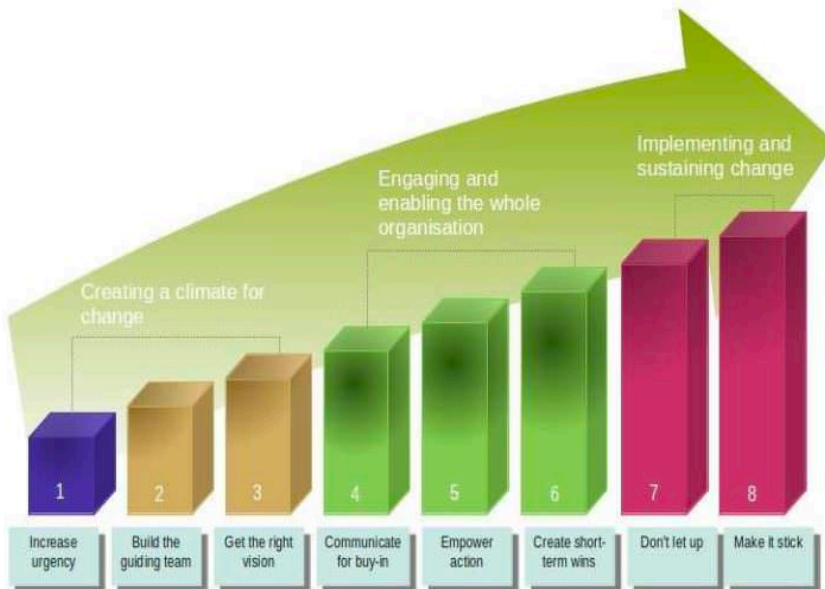 Implementing and
sustaining change
Engaging and
enabling the whole
organisation
Creating a climate for
change
1
2
3
4
5
6
7
8
Increase
urgency
Build the
guiding team
Get the right
vision
Communicate
for buy-in
Empower
action
Create short-
term wins
Don't let up
Make it stick